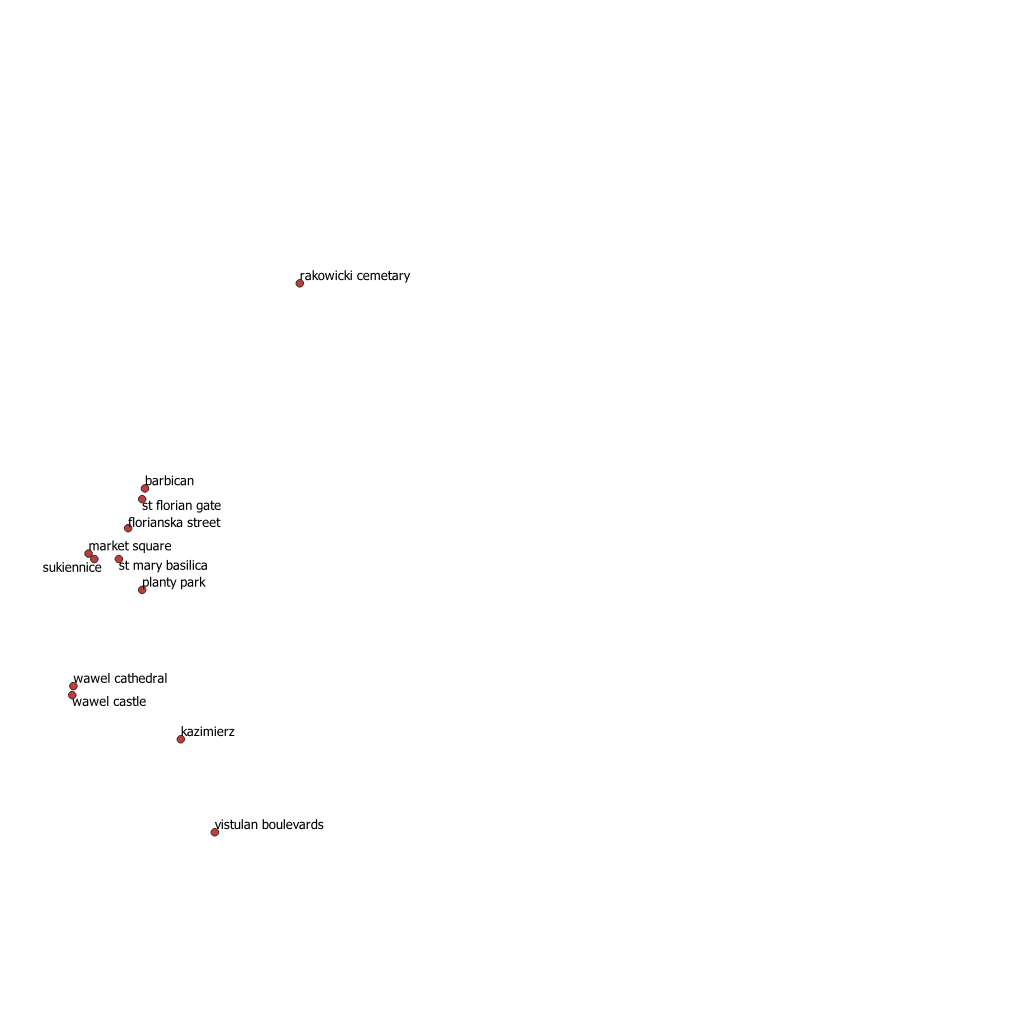 rakowicki cemetary
barbican
st florian gate
florianska street
market square
sukiennice
st mary basilica
planty park
wawel cathedral
wawel castle
kazimierz
vistulan boulevards